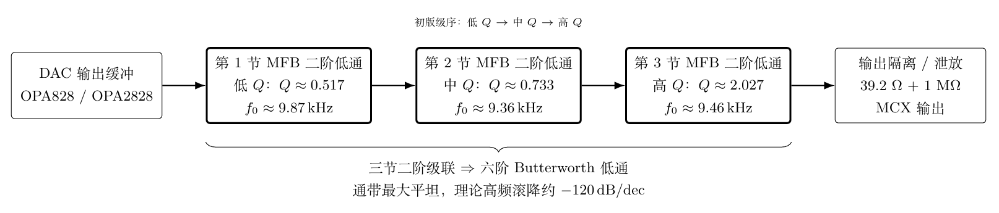 初版级序：低 Q → 中 Q → 高 Q
DAC 输出缓冲
OPA828 / OPA2828
第 1 节 MFB 二阶低通
低 Q：Q ≈ 0.517
f₀ ≈ 9.87 kHz
第 2 节 MFB 二阶低通
中 Q：Q ≈ 0.733
f₀ ≈ 9.36 kHz
第 3 节 MFB 二阶低通
高 Q：Q ≈ 2.027
f₀ ≈ 9.46 kHz
输出隔离 / 泄放
39.2 Ω + 1 MΩ
MCX 输出
三节二阶级联 ⇒ 六阶 Butterworth 低通
通带最大平坦，理论高频滚降约 −120 dB/dec